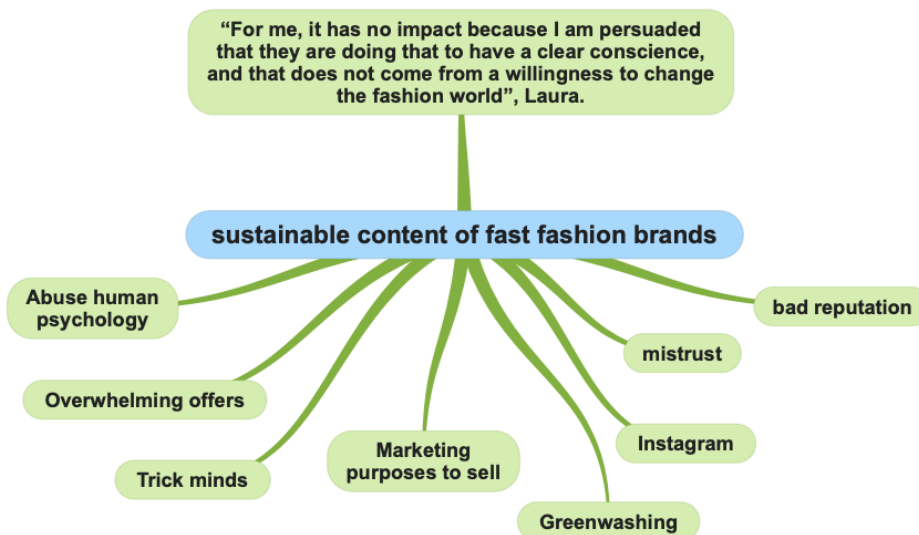 “For me, it has no impact because I am persuaded
that they are doing that to have a clear conscience,
and that does not come from a willingness to change
the fashion world”, Laura.
sustainable content of fast fashion brands
Abuse human
psychology
bad reputation
mistrust
Overwhelming offers
Instagram
Marketing
purposes to sell
Trick minds
Greenwashing